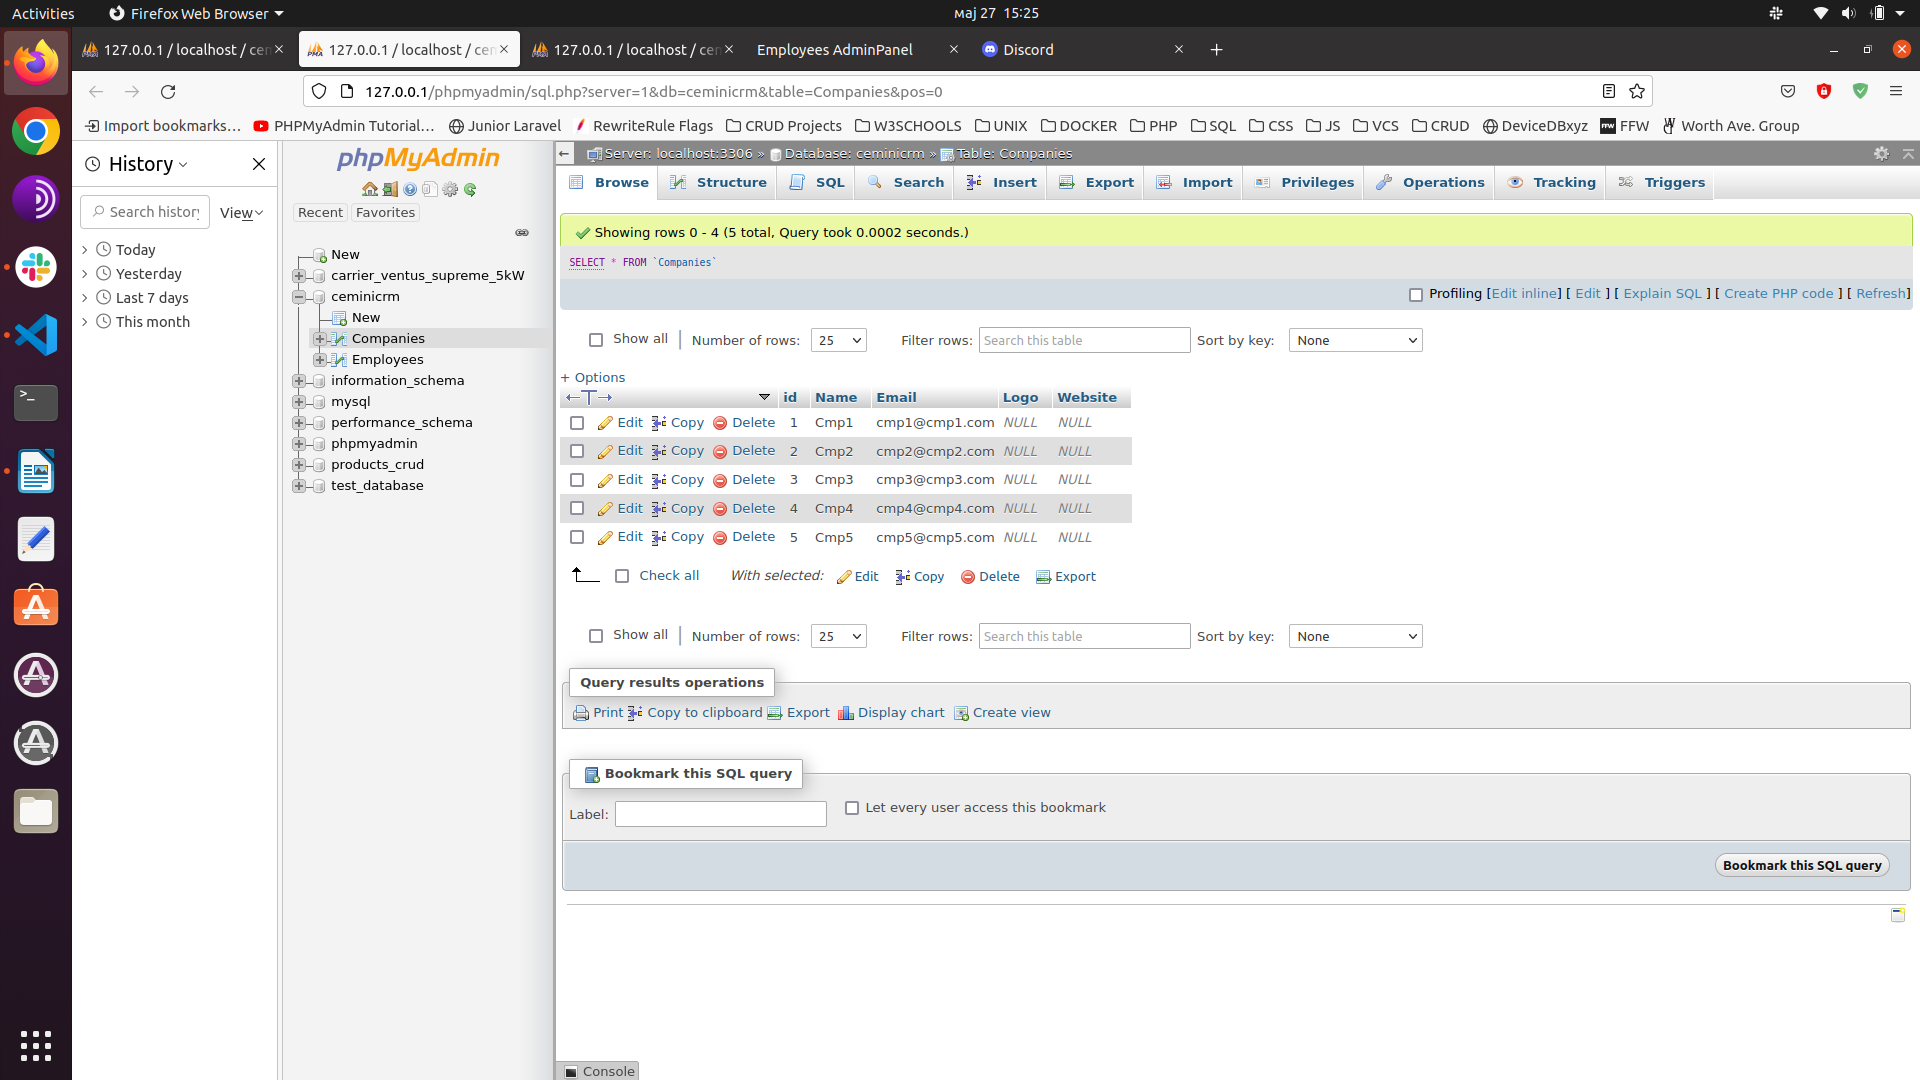 Activities
Firefox Web Browser
мај 27 15:25
127.0.0.1 / localhost / cen
127.0.0.1 / localhost / cen
127.0.0.1 / localhost / cen
Employees AdminPanel
Discord
127.0.0.1/phpmyadmin/sql.php?server=1&db=ceminicrm&table=Companies&pos=0
Import bookmarks…
PHPMyAdmin Tutorial…
Junior Laravel
RewriteRule Flags
CRUD Projects
W3SCHOOLS
UNIX
DOCKER
PHP
SQL
CSS
JS
VCS
CRUD
DeviceDBxyz
FFW
FFW
Worth Ave. Group
History
Search history
View
Today
Yesterday
Last 7 days
This month
phpMyAdmin
Recent
Favorites
New
carrier_ventus_supreme_5kW
ceminicrm
New
Companies
Employees
information_schema
mysql
performance_schema
phpmyadmin
products_crud
test_database
Server: localhost:3306 » Database: ceminicrm » Table: Companies
Browse
Structure
SQL
Search
Insert
Export
Import
Privileges
Operations
Tracking
Triggers
Showing rows 0 - 4 (5 total, Query took 0.0002 seconds.)
SELECT * FROM `Companies`
Profiling [Edit inline] [ Edit ] [ Explain SQL ] [ Create PHP code ] [ Refresh]
Show all
Number of rows: 25
Filter rows: Search this table
Sort by key: None
+ Options
←T→ id Name Email Logo Website
Edit Copy Delete 1 Cmp1 cmp1@cmp1.com NULL NULL
Edit Copy Delete 2 Cmp2 cmp2@cmp2.com NULL NULL
Edit Copy Delete 3 Cmp3 cmp3@cmp3.com NULL NULL
Edit Copy Delete 4 Cmp4 cmp4@cmp4.com NULL NULL
Edit Copy Delete 5 Cmp5 cmp5@cmp5.com NULL NULL
Check all With selected: Edit Copy Delete Export
Show all
Number of rows: 25
Filter rows: Search this table
Sort by key: None
Query results operations
Print Copy to clipboard Export Display chart Create view
Bookmark this SQL query
Label:
Let every user access this bookmark
Bookmark this SQL query
Console